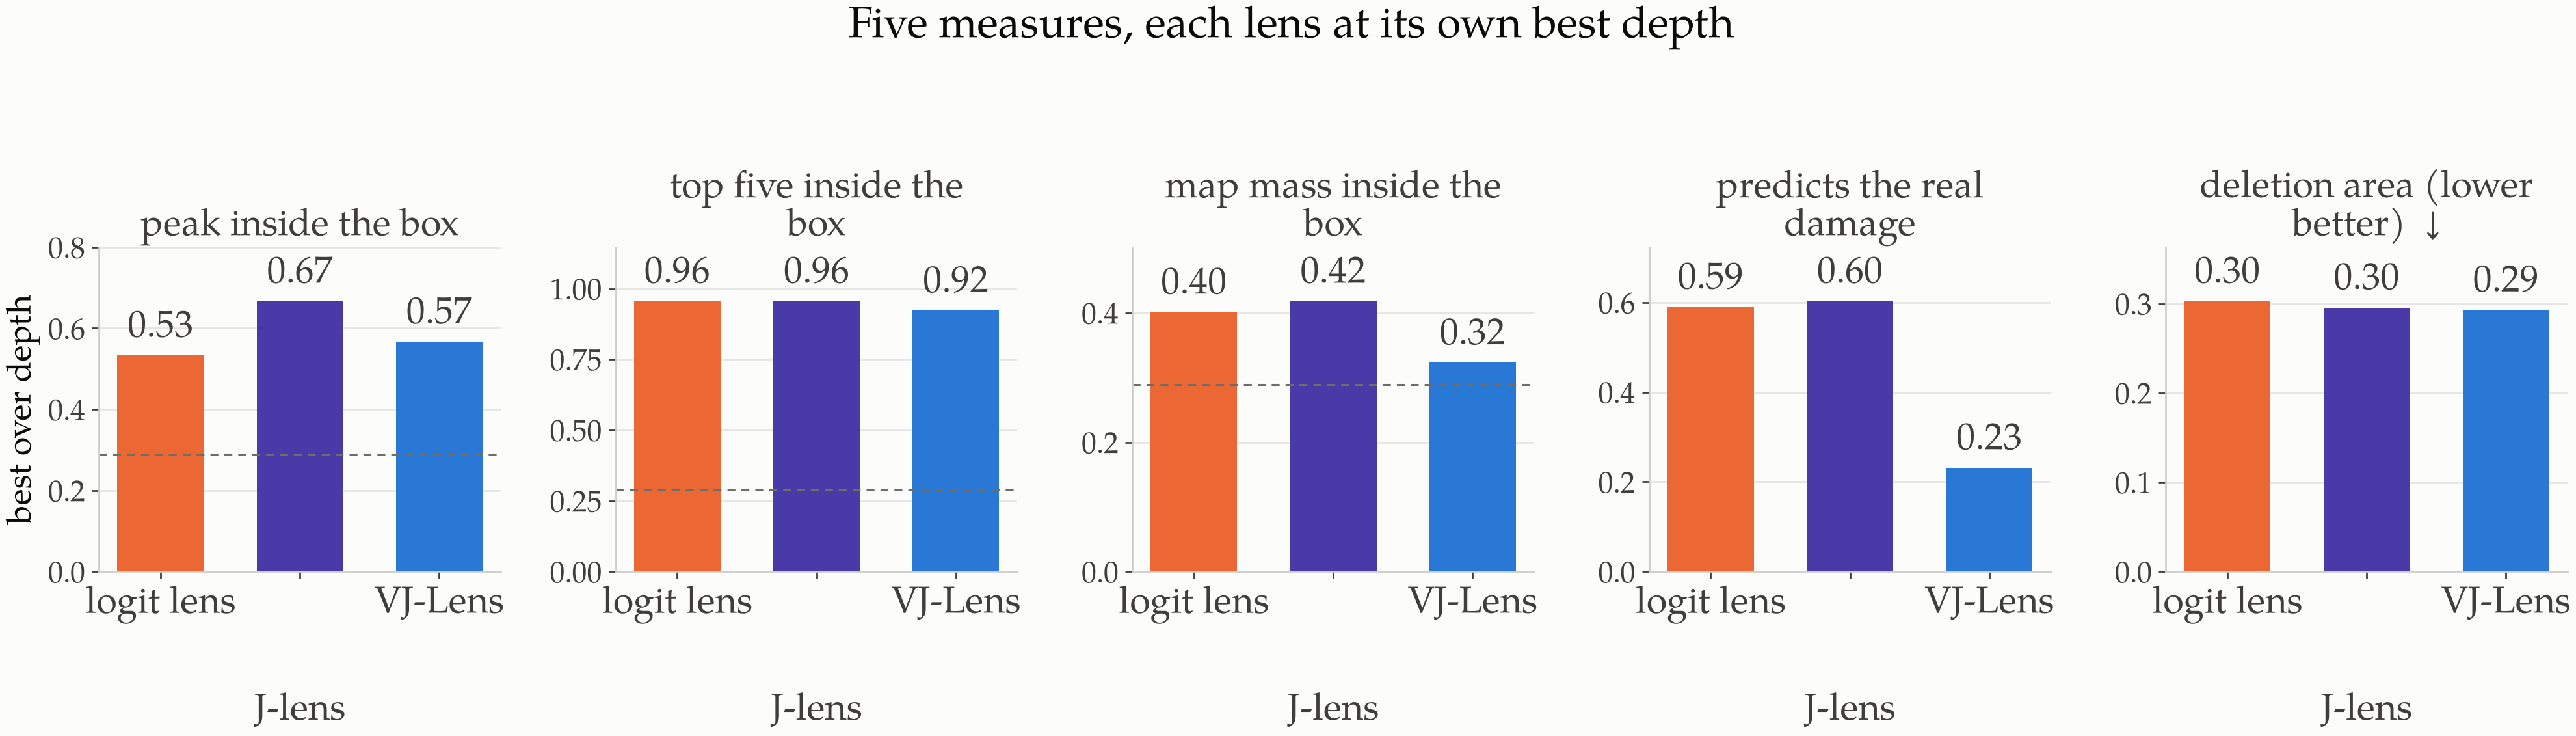 Five measures, each lens at its own best depth
best over depth
peak inside the box
0.8
0.6
0.4
0.2
0.0
0.53
0.67
0.57
logit lens
J-lens
VJ-Lens
top five inside the
box
1.00
0.75
0.50
0.25
0.00
0.96
0.96
0.92
logit lens
J-lens
VJ-Lens
map mass inside the
box
0.4
0.2
0.0
0.40
0.42
0.32
logit lens
J-lens
VJ-Lens
predicts the real
damage
0.6
0.4
0.2
0.0
0.59
0.60
0.23
logit lens
J-lens
VJ-Lens
deletion area (lower
better) ↓
0.3
0.2
0.1
0.0
0.30
0.30
0.29
logit lens
J-lens
VJ-Lens